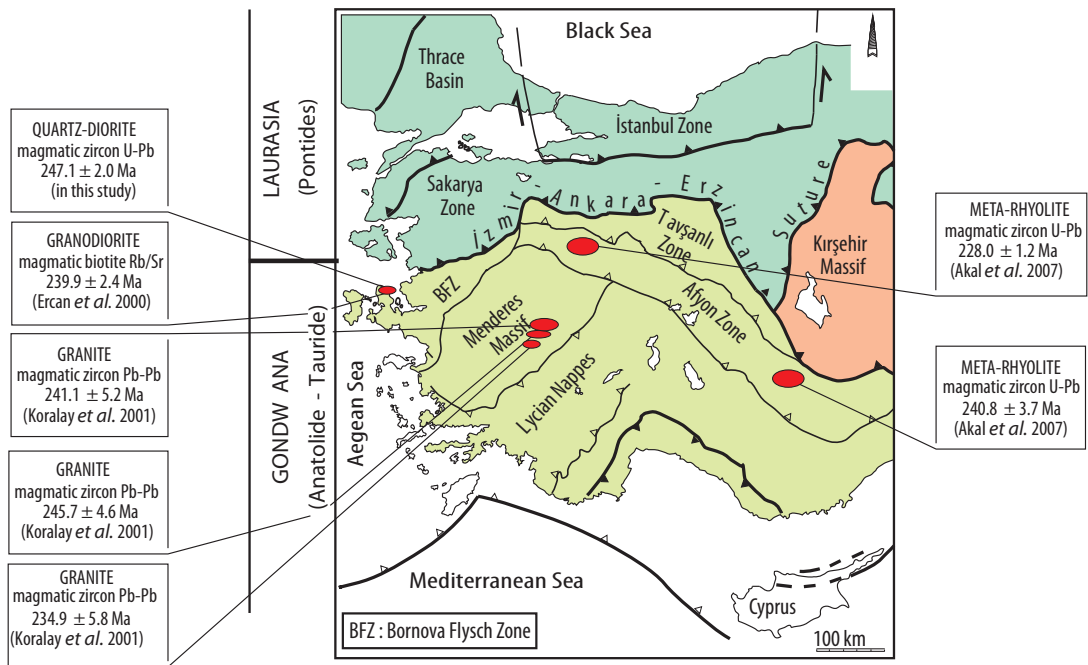 QUARTZ-DIORITE
magmatic zircon U-Pb
247.1 ± 2.0 Ma
(in this study)
GRANODIORITE
magmatic biotite Rb/Sr
239.9 ± 2.4 Ma
(Ercan et al. 2000)
GRANITE
magmatic zircon Pb-Pb
241.1 ± 5.2 Ma
(Koralay et al. 2001)
GRANITE
magmatic zircon Pb-Pb
245.7 ± 4.6 Ma
(Koralay et al. 2001)
GRANITE
magmatic zircon Pb-Pb
234.9 ± 5.8 Ma
(Koralay et al. 2001)
LAURASIA
(Pontides)
GONDW ANA
(Anatolide - Tauride)
Black Sea
Thrace
Basin
İstanbul Zone
Sakarya
Zone
İzmir - Ankara - Erzincan Suture
Tavşanlı
Zone
Kırşehir
Massif
BFZ
Menderes
Massif
Afyon Zone
Lycian Nappes
Aegean Sea
Mediterranean Sea
Cyprus
BFZ : Bornova Flysch Zone
100 km
META-RHYOLITE
magmatic zircon U-Pb
228.0 ± 1.2 Ma
(Akal et al. 2007)
META-RHYOLITE
magmatic zircon U-Pb
240.8 ± 3.7 Ma
(Akal et al. 2007)